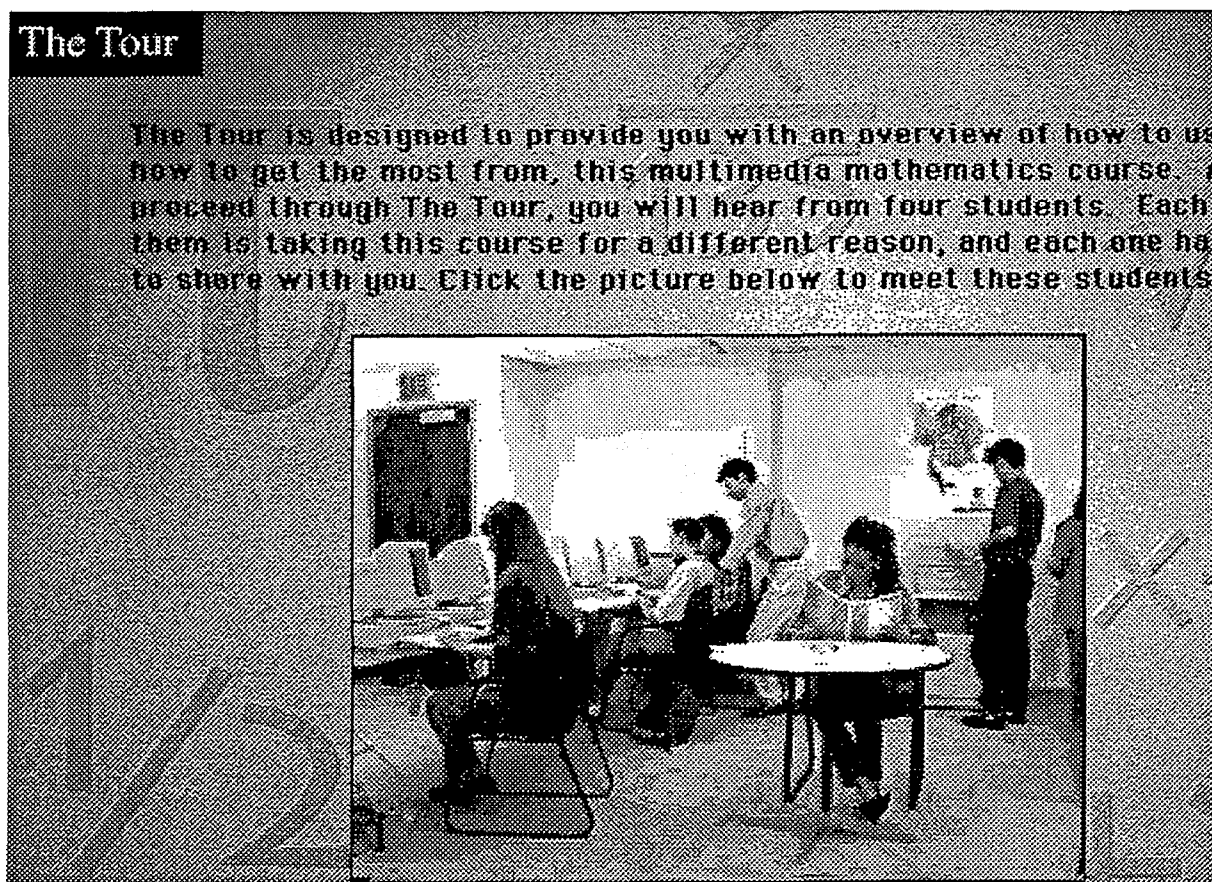 The Tour
The Tour is designed to provide you with an overview of how to us
how to get the most from, this multimedia mathematics course. A
proceed through The Tour, you will hear from four students. Each
them is taking this course for a different reason, and each one ha
to share with you. Click the picture below to meet these students